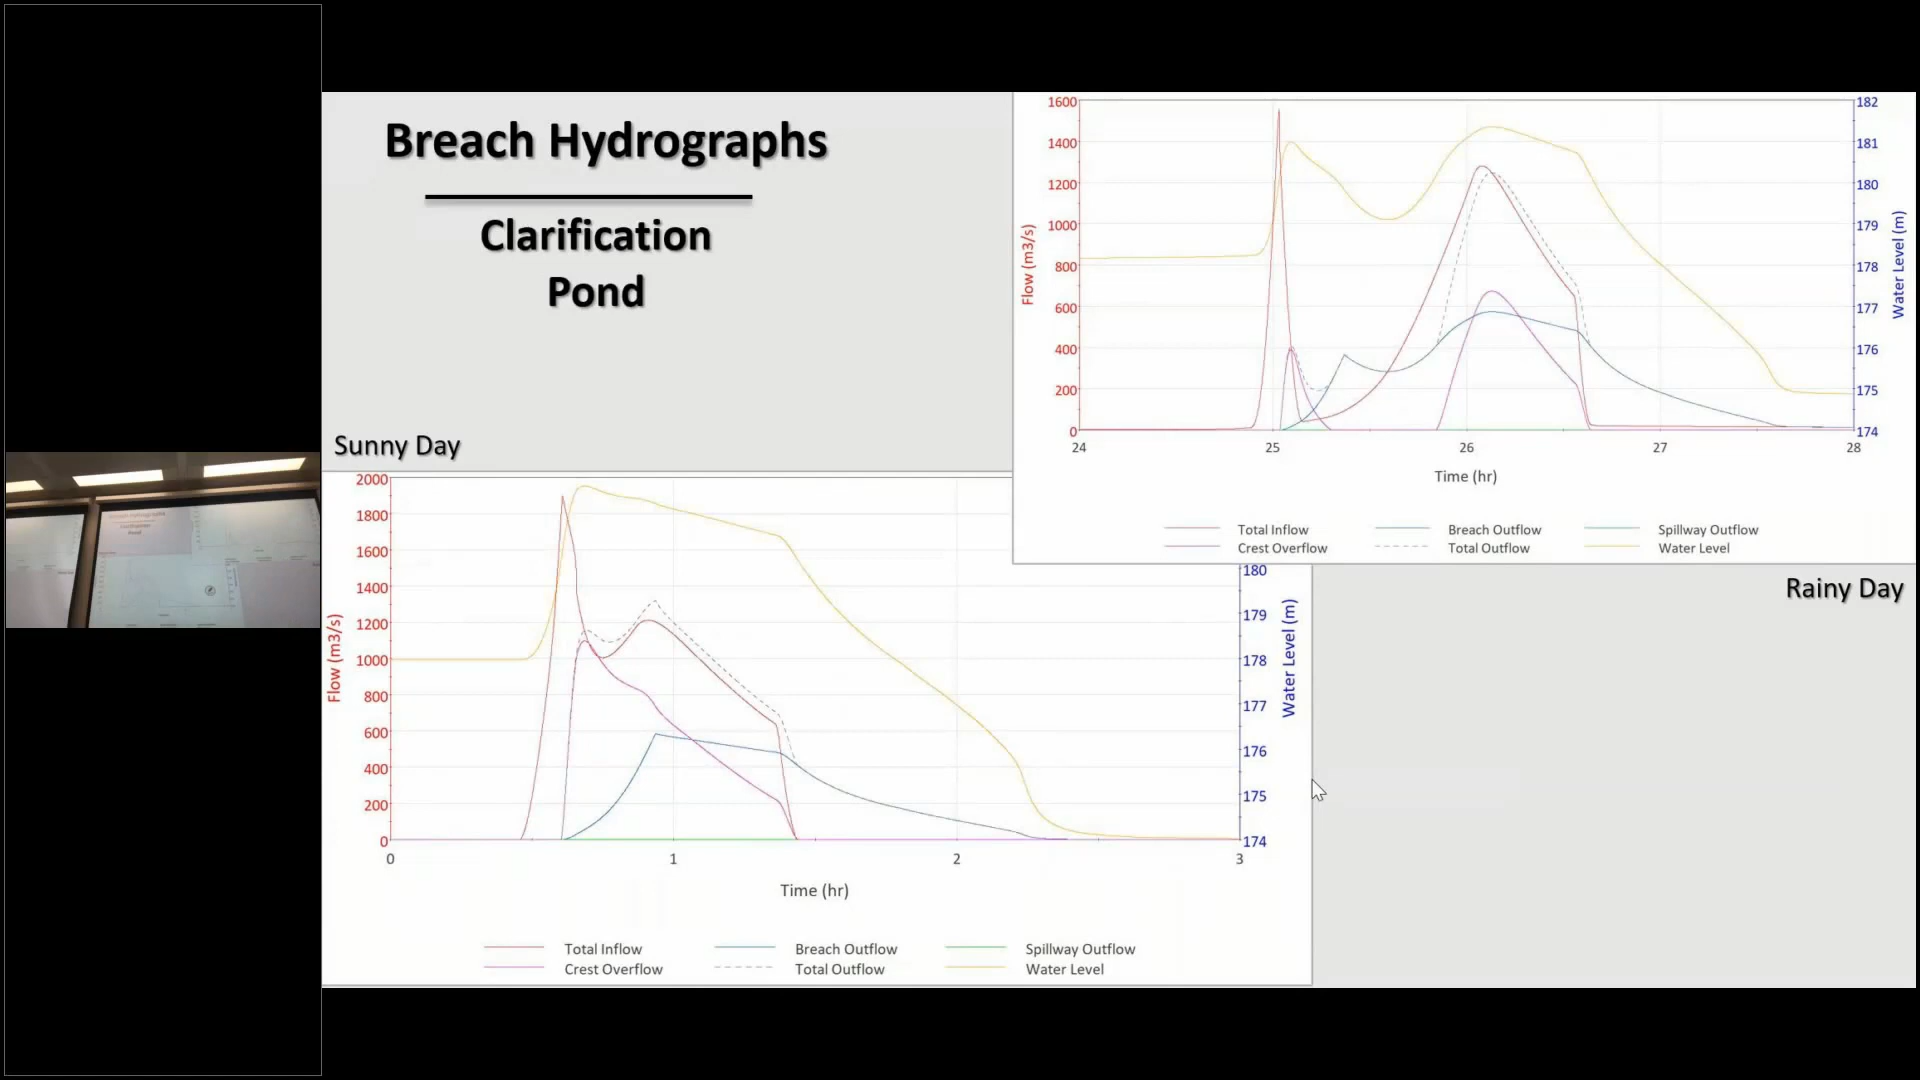 Breach Hydrographs
Clarification
Pond
Sunny Day
1600
1400
1200
1000
800
600
400
200
0
Flow (m3/s)
182
181
180
179
178
177
176
175
174
Water Level (m)
24
25
26
27
28
Time (hr)
Total Inflow
Breach Outflow
Spillway Outflow
Crest Overflow
Total Outflow
Water Level
Rainy Day
2000
1800
1600
1400
1200
1000
800
600
400
200
0
Flow (m3/s)
180
179
178
177
176
175
174
Water Level (m)
0
1
2
3
Time (hr)
Total Inflow
Breach Outflow
Spillway Outflow
Crest Overflow
Total Outflow
Water Level